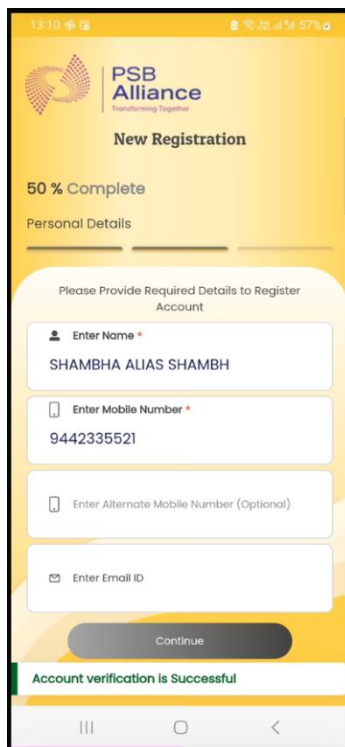 13:10 57%
PSB
Alliance
Transforming Together
New Registration
50 % Complete
Personal Details
Please Provide Required Details to Register
Account
Enter Name *
SHAMBHA ALIAS SHAMBH
Enter Mobile Number *
9442335521
Enter Alternate Mobile Number (Optional)
Enter Email ID
Continue
Account verification is Successful